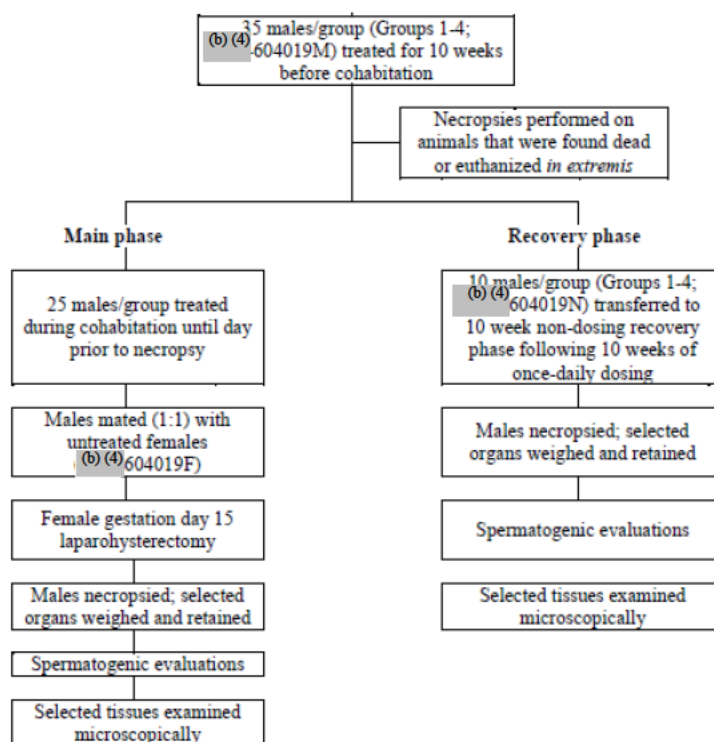 35 males/group (Groups 1-4;
(b) (4)
-604019M) treated for 10 weeks
before cohabitation
Necropsies performed on
animals that were found dead
or euthanized in extremis
Main phase
25 males/group treated
during cohabitation until day
prior to necropsy
Males mated (1:1) with
untreated females
(b) (4)
604019F)
Female gestation day 15
laparohysterectomy
Males necropsied; selected
organs weighed and retained
Spermatogenic evaluations
Selected tissues examined
microscopically
Recovery phase
10 males/group (Groups 1-4;
(b) (4)
604019N) transferred to
10 week non-dosing recovery
phase following 10 weeks of
once-daily dosing
Males necropsied; selected
organs weighed and retained
Spermatogenic evaluations
Selected tissues examined
microscopically